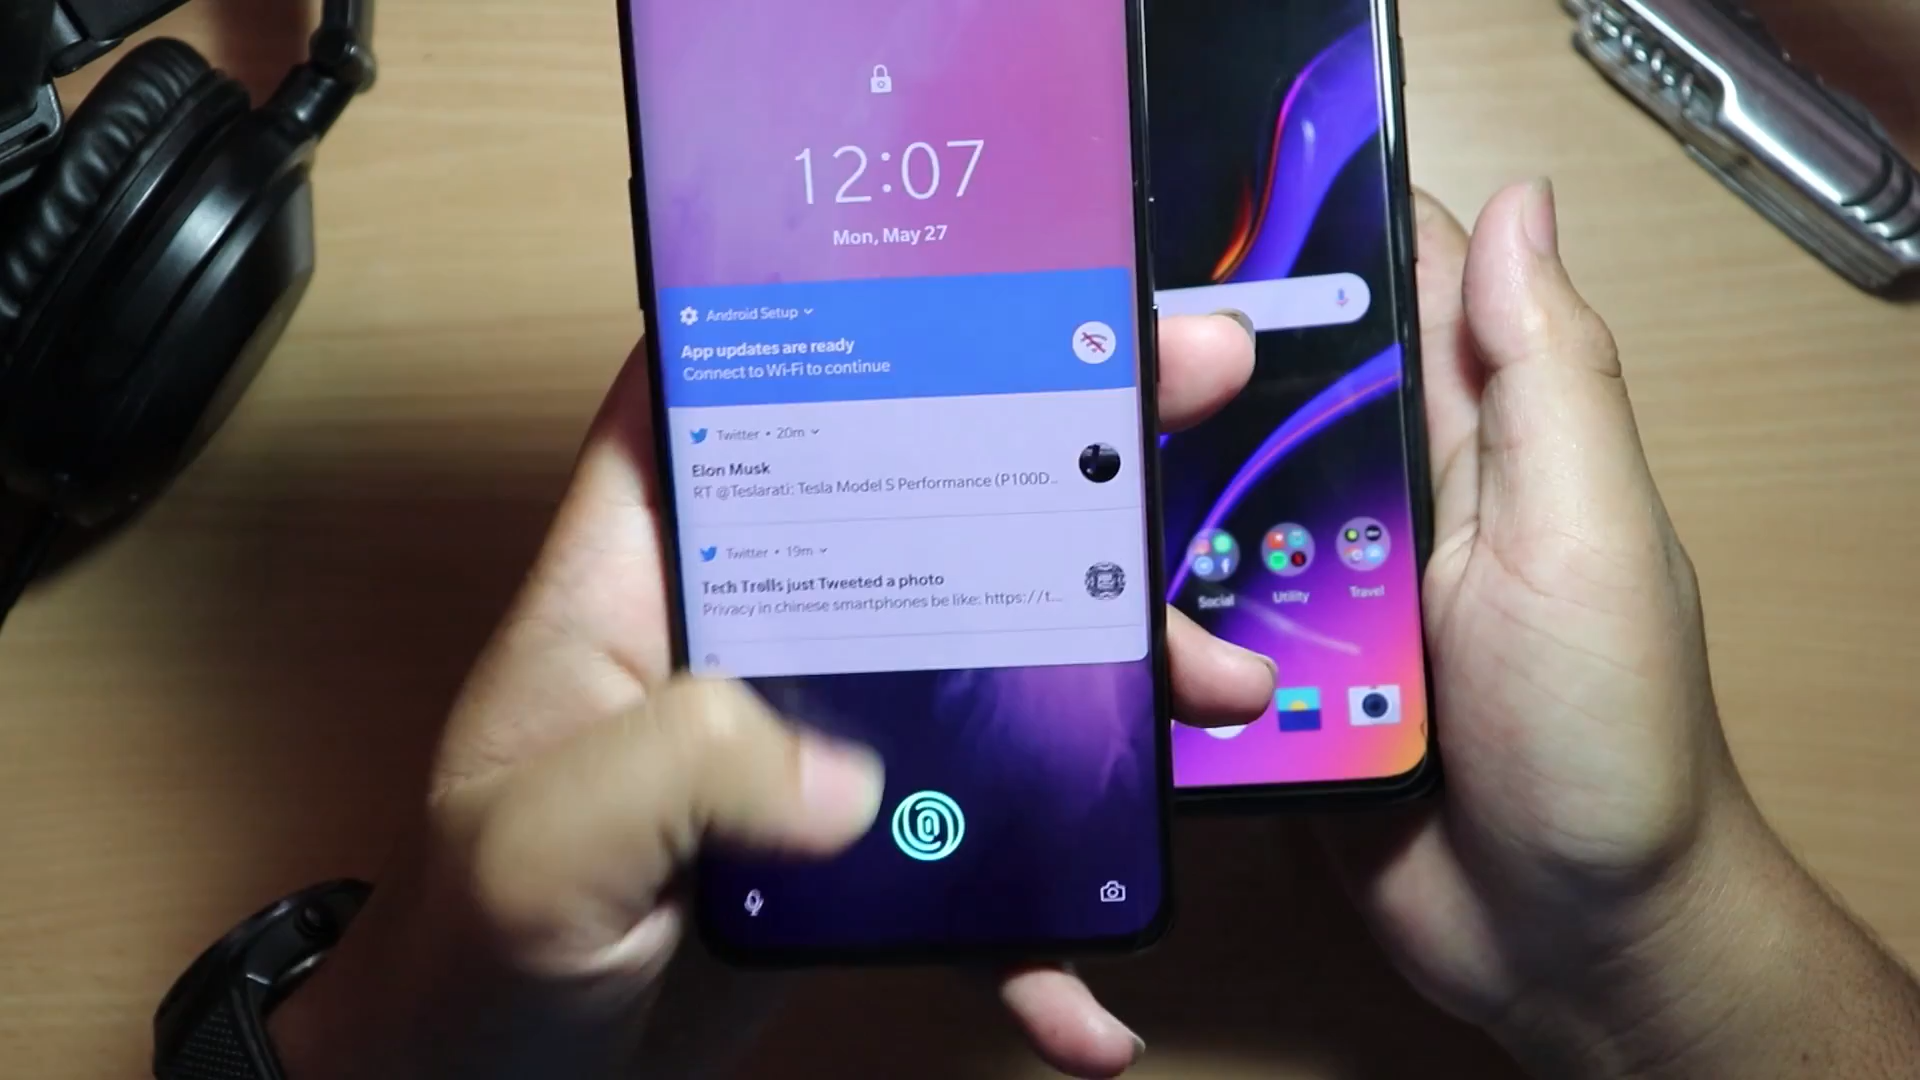 12:07
Mon, May 27
Android Setup
App updates are ready
Connect to Wi-Fi to continue
Twitter • 20m
Elon Musk
RT @Teslarati: Tesla Model S Performance (P100D...
Twitter • 19m
Tech Trolls just Tweeted a photo
Privacy in chinese smartphones be like: https://t...
Social
Utility
Travel